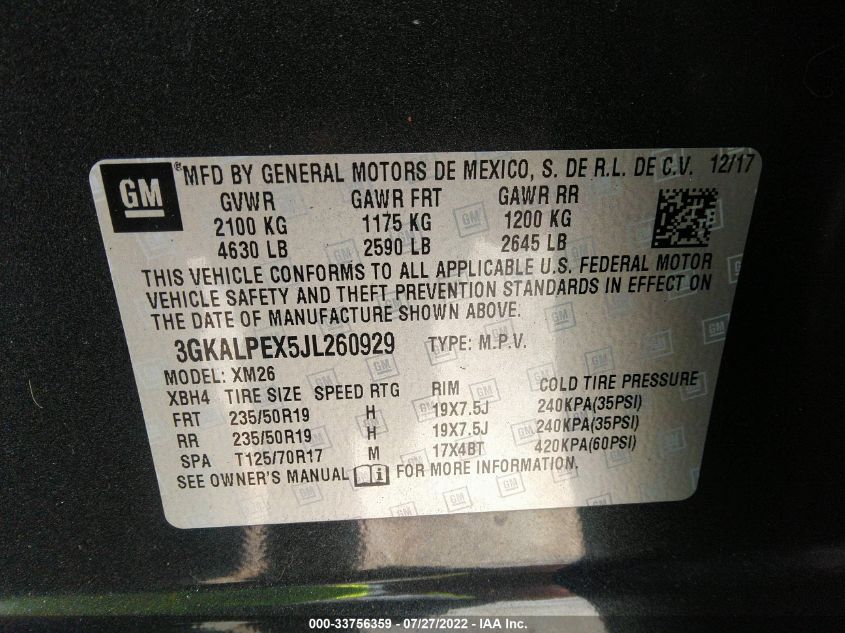 GM
®MFD BY GENERAL MOTORS DE MEXICO, S. DE R.L. DE C.V. 12/17
GVWR GAWR FRT GAWR RR
2100 KG 1175 KG 1200 KG
4630 LB 2590 LB 2645 LB
THIS VEHICLE CONFORMS TO ALL APPLICABLE U.S. FEDERAL MOTOR
VEHICLE SAFETY AND THEFT PREVENTION STANDARDS IN EFFECT ON
THE DATE OF MANUFACTURE SHOWN ABOVE.
3GKALPEX5JL260929 TYPE: M.P.V.
MODEL: XM26
XBH4 TIRE SIZE SPEED RTG RIM COLD TIRE PRESSURE
FRT 235/50R19 H 19X7.5J 240KPA(35PSI)
RR 235/50R19 H 19X7.5J 240KPA(35PSI)
SPA T125/70R17 M 17X4BT 420KPA(60PSI)
SEE OWNER'S MANUAL FOR MORE INFORMATION.
000-33756359 - 07/27/2022 - IAA Inc.